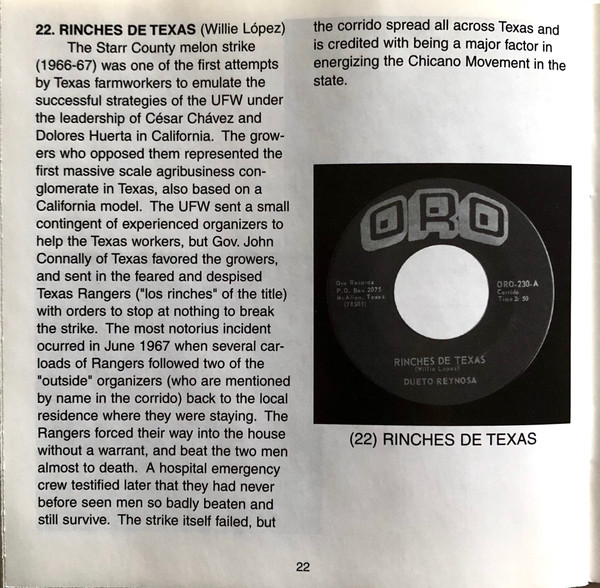 22. RINCHES DE TEXAS (Willie López)
The Starr County melon strike
(1966-67) was one of the first attempts
by Texas farmworkers to emulate the
successful strategies of the UFW under
the leadership of César Chávez and
Dolores Huerta in California. The grow-
ers who opposed them represented the
first massive scale agribusiness con-
glomerate in Texas, also based on a
California model. The UFW sent a small
contingent of experienced organizers to
help the Texas workers, but Gov. John
Connally of Texas favored the growers,
and sent in the feared and despised
Texas Rangers ("los rinches" of the title)
with orders to stop at nothing to break
the strike. The most notorius incident
ocurred in June 1967 when several car-
loads of Rangers followed two of the
"outside" organizers (who are mentioned
by name in the corrido) back to the local
residence where they were staying. The
Rangers forced their way into the house
without a warrant, and beat the two men
almost to death. A hospital emergency
crew testified later that they had never
before seen men so badly beaten and
still survive. The strike itself failed, but
the corrido spread all across Texas and
is credited with being a major factor in
energizing the Chicano Movement in the
state.
ORO
Oro Records
P.O. Box 2075
McAllen, Texas
(78501)
ORO-230-A
Corrido
Time 2:50
RINCHES DE TEXAS
(Willie Lopez)
DUETO REYNOSA
(22) RINCHES DE TEXAS
22